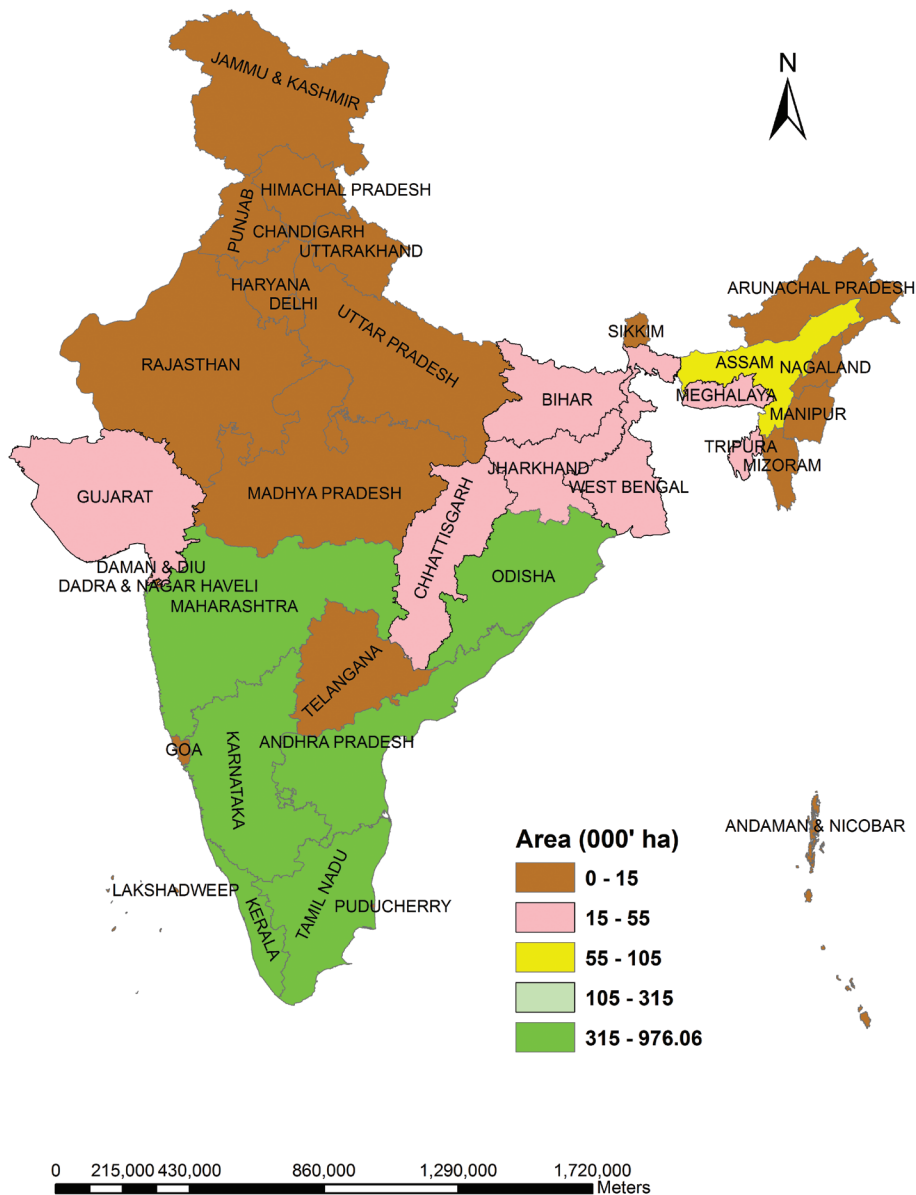 JAMMU & KASHMIR
N
HIMACHAL PRADESH
PUNJAB
CHANDIGARH
UTTARAKHAND
HARYANA
DELHI
ARUNACHAL PRADESH
UTTAR PRADESH
SIKKIM
RAJASTHAN
ASSAM
NAGALAND
BIHAR
MEGHALAYA
MANIPUR
TRIPURA
MIZORAM
JHARKHAND
WEST BENGAL
GUJARAT
MADHYA PRADESH
CHHATTISGARH
DAMAN & DIU
DADRA & NAGAR HAVELI
ODISHA
MAHARASHTRA
TELANGANA
GOA
ANDHRA PRADESH
KARNATAKA
ANDAMAN & NICOBAR
LAKSHADWEEP
KERALA
TAMIL NADU
PUDUCHERRY
Area (000' ha)
0 - 15
15 - 55
55 - 105
105 - 315
315 - 976.06
0 215,000 430,000 860,000 1,290,000 1,720,000
Meters